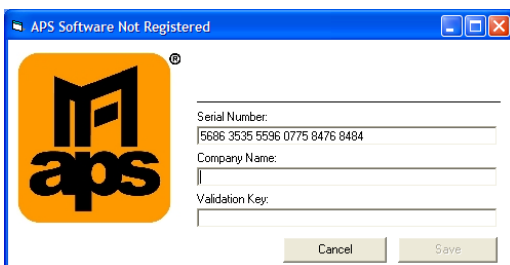 APS Software Not Registered
®
aps
Serial Number:
5686 3535 5596 0775 8476 8484
Company Name:
Validation Key:
Cancel
Save